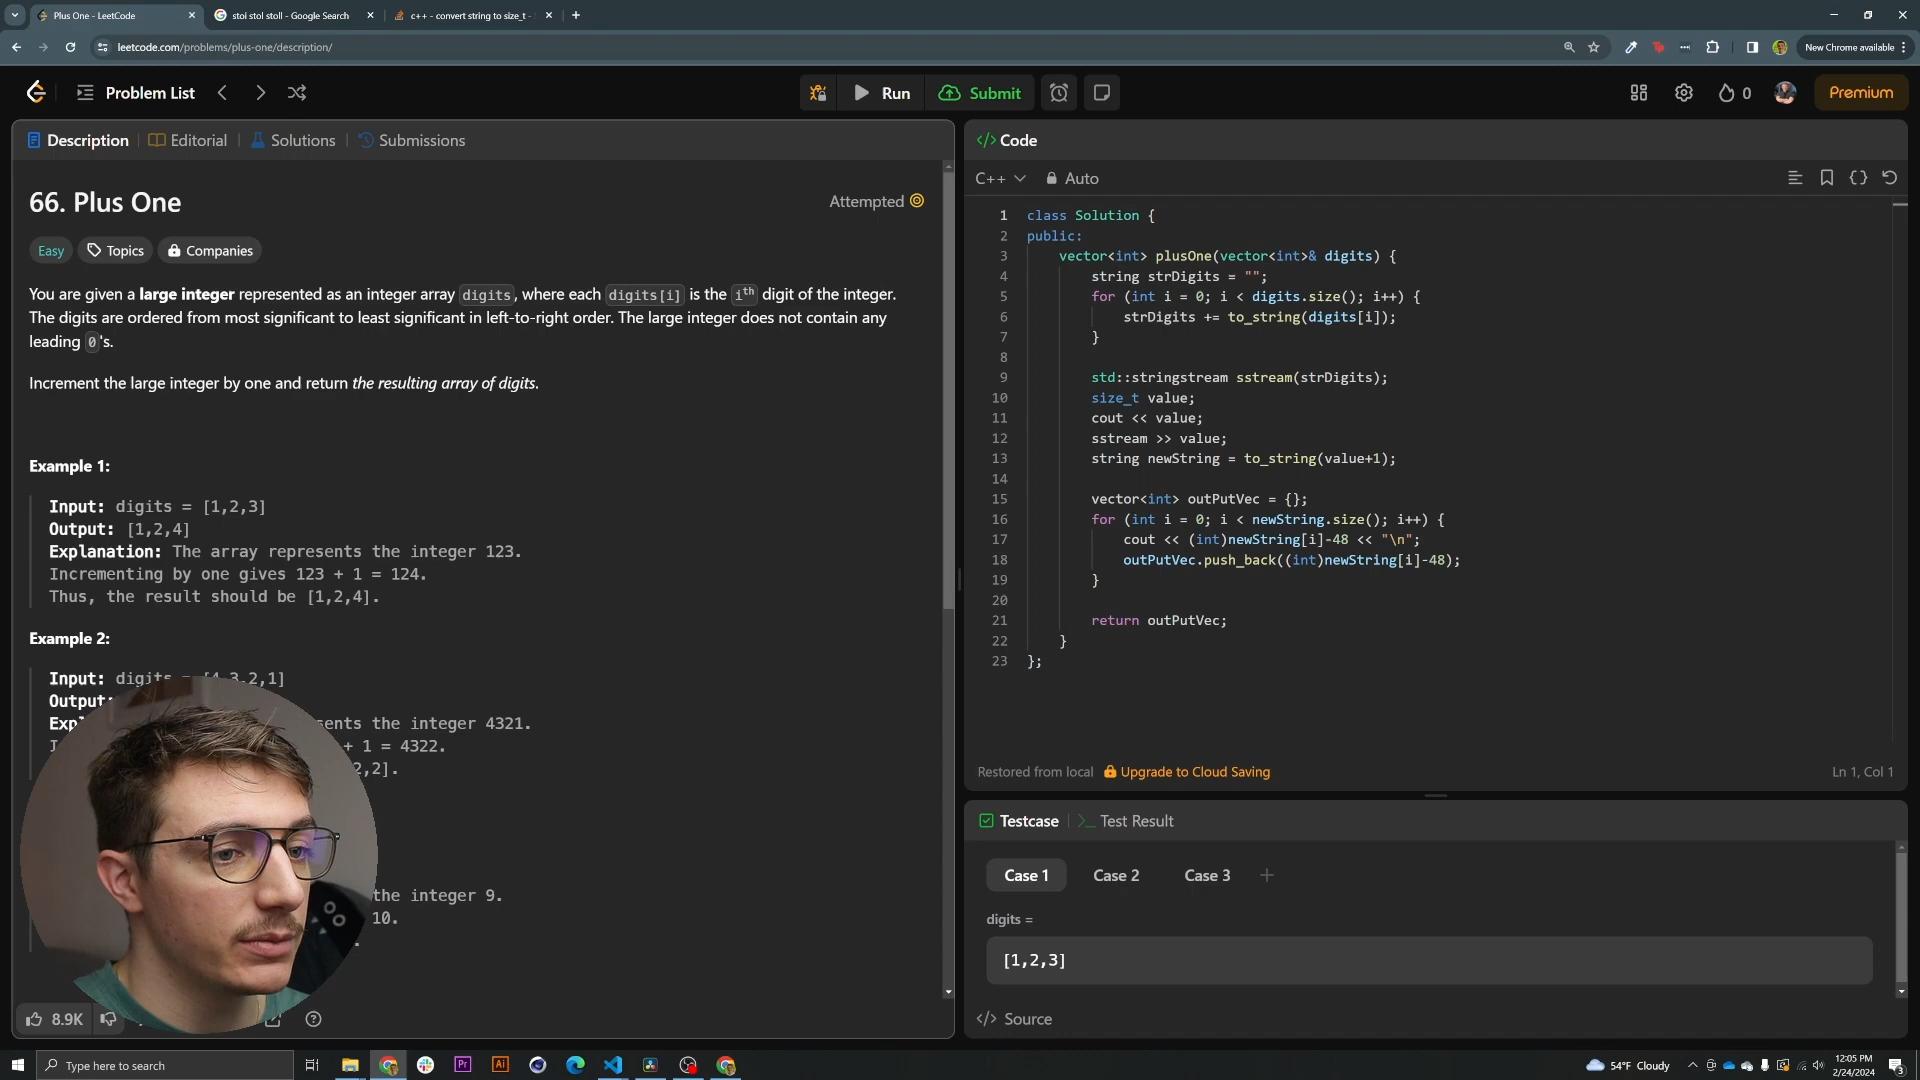 Plus One - LeetCode
stoi stol stoll - Google Search
c++ - convert string to size_t -
leetcode.com/problems/plus-one/description/
New Chrome available
Problem List
Run
Submit
0
Premium
Description
Editorial
Solutions
Submissions
66. Plus One
Attempted
Easy
Topics
Companies
You are given a large integer represented as an integer array digits, where each digits[i] is the ith digit of the integer.
The digits are ordered from most significant to least significant in left-to-right order. The large integer does not contain any
leading 0's.
Increment the large integer by one and return the resulting array of digits.
Example 1:
Input: digits = [1,2,3]
Output: [1,2,4]
Explanation: The array represents the integer 123.
Incrementing by one gives 123 + 1 = 124.
Thus, the result should be [1,2,4].
Example 2:
Input: digits = [4,3,2,1]
Output:
Expl sents the integer 4321.
I + 1 = 4322.
2,2].
the integer 9.
10.
8.9K
Code
C++
Auto
1 class Solution {
2 public:
3 vector<int> plusOne(vector<int>& digits) {
4 string strDigits = "";
5 for (int i = 0; i < digits.size(); i++) {
6 strDigits += to_string(digits[i]);
7 }
8
9 std::stringstream sstream(strDigits);
10 size_t value;
11 cout << value;
12 sstream >> value;
13 string newString = to_string(value+1);
14
15 vector<int> outPutVec = {};
16 for (int i = 0; i < newString.size(); i++) {
17 cout << (int)newString[i]-48 << "\n";
18 outPutVec.push_back((int)newString[i]-48);
19 }
20
21 return outPutVec;
22 }
23 };
Restored from local
Upgrade to Cloud Saving
Ln 1, Col 1
Testcase
Test Result
Case 1
Case 2
Case 3
digits =
[1,2,3]
Source
Type here to search
Pr
Ai
54°F Cloudy
12:05 PM
2/24/2024
3